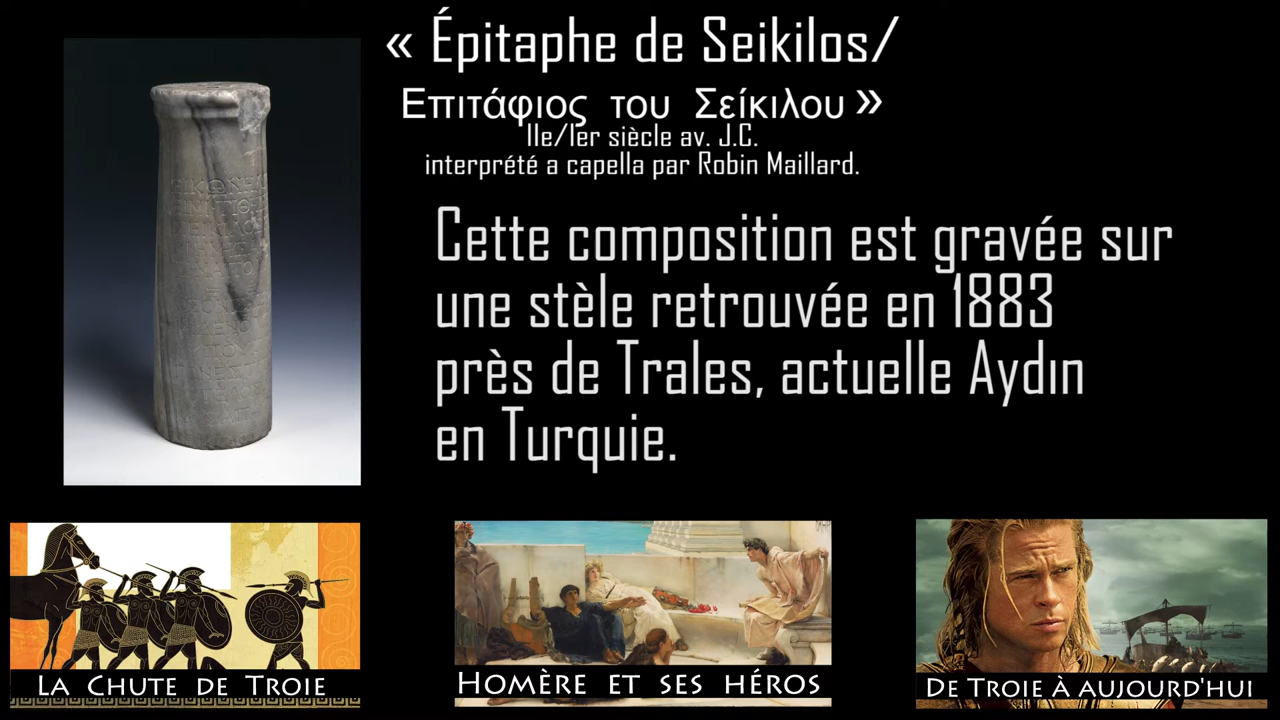 « Épitaphe de Seikilos/
Επιτάφιος του Σείκιλου »
IIe/Ier siècle av. J.C.
interprété a capella par Robin Maillard.
Cette composition est gravée sur
une stèle retrouvée en 1883
près de Tralles, actuelle Aydın
en Turquie.
LA CHUTE DE TROIE
HOMÈRE ET SES HÉROS
DE TROIE À AUJOURD'HUI